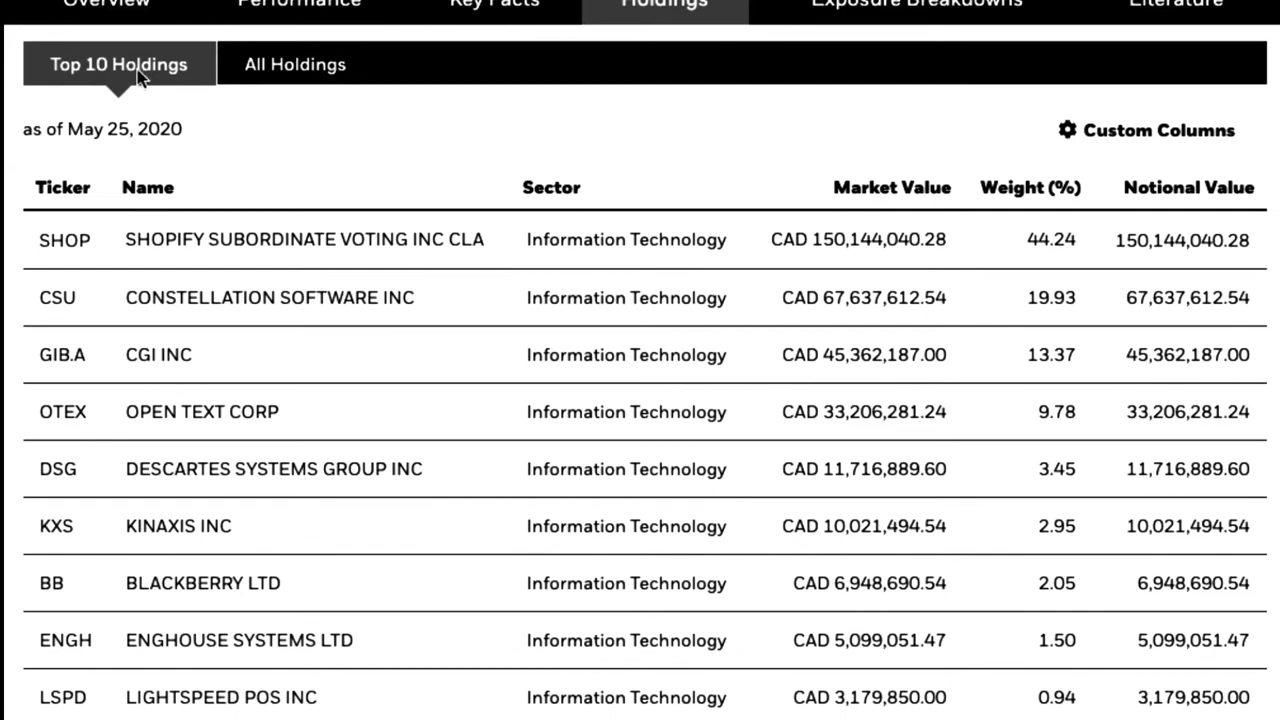 Overview Performance Key Facts Holdings Exposure Breakdowns Literature
Top 10 Holdings All Holdings
as of May 25, 2020 Custom Columns
Ticker Name Sector Market Value Weight (%) Notional Value
SHOP SHOPIFY SUBORDINATE VOTING INC CLA Information Technology CAD 150,144,040.28 44.24 150,144,040.28
CSU CONSTELLATION SOFTWARE INC Information Technology CAD 67,637,612.54 19.93 67,637,612.54
GIB.A CGI INC Information Technology CAD 45,362,187.00 13.37 45,362,187.00
OTEX OPEN TEXT CORP Information Technology CAD 33,206,281.24 9.78 33,206,281.24
DSG DESCARTES SYSTEMS GROUP INC Information Technology CAD 11,716,889.60 3.45 11,716,889.60
KXS KINAXIS INC Information Technology CAD 10,021,494.54 2.95 10,021,494.54
BB BLACKBERRY LTD Information Technology CAD 6,948,690.54 2.05 6,948,690.54
ENGH ENGHOUSE SYSTEMS LTD Information Technology CAD 5,099,051.47 1.50 5,099,051.47
LSPD LIGHTSPEED POS INC Information Technology CAD 3,179,850.00 0.94 3,179,850.00